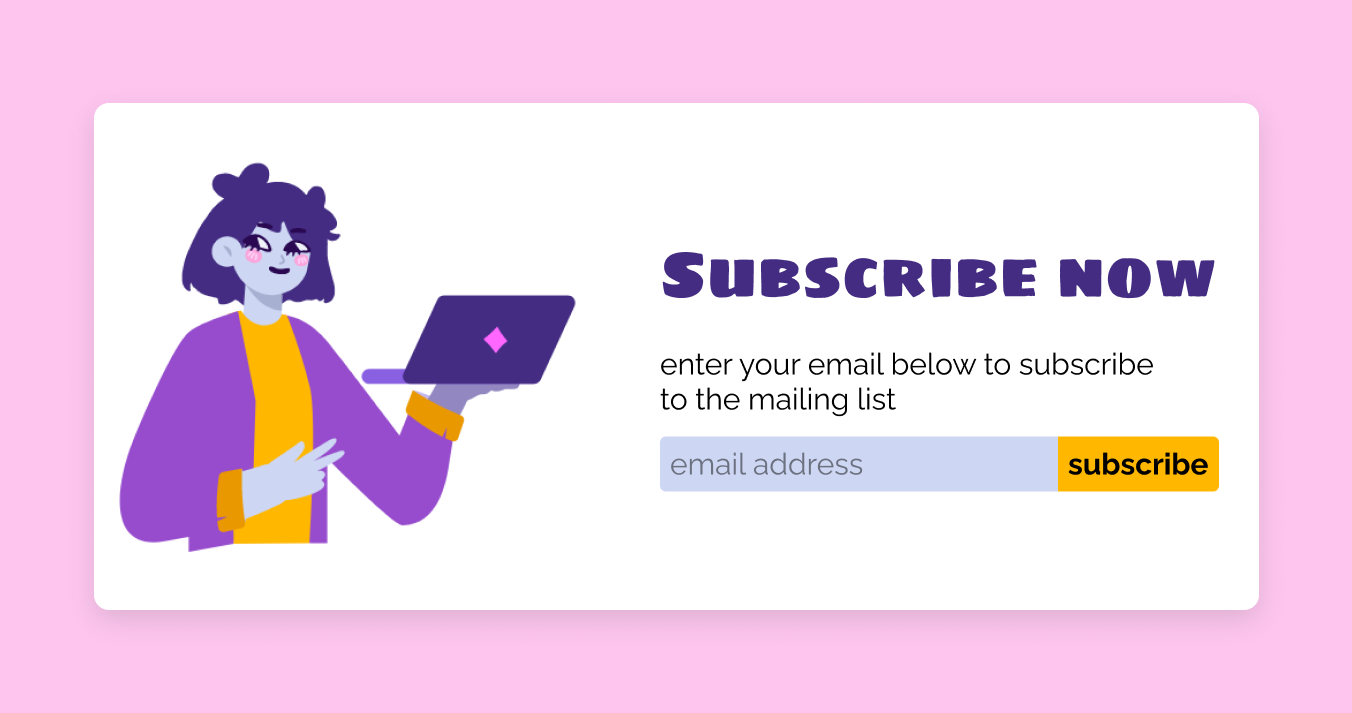 Subscribe now
enter your email below to subscribe
to the mailing list
email address
subscribe